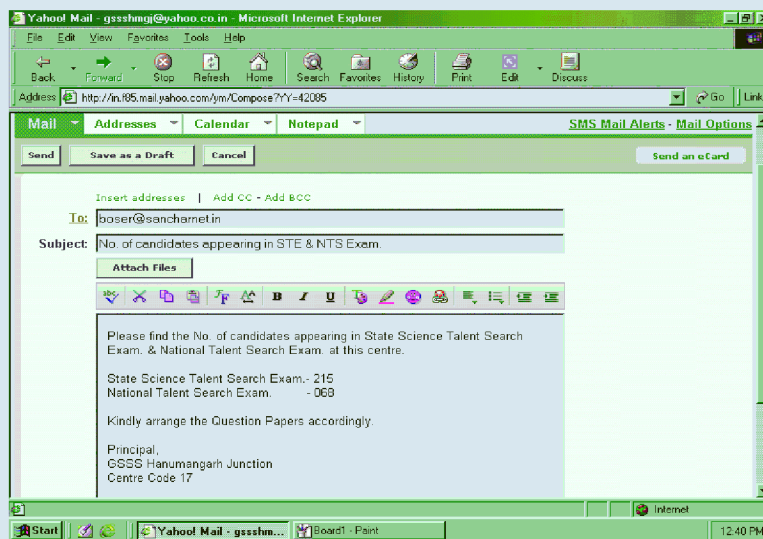 Yahoo! Mail - gssshmgj@yahoo.co.in - Microsoft Internet Explorer
File Edit View Favorites Tools Help
Back Forward Stop Refresh Home Search Favorites History Print Edit Discuss
Address http://in.f85.mail.yahoo.com/ym/Compose?YY=42085 Go Link
Mail Addresses Calendar Notepad SMS Mail Alerts - Mail Options
Send Save as a Draft Cancel Send an eCard
Insert addresses | Add CC - Add BCC
To: boser@sancharnet.in
Subject: No. of candidates appearing in STE & NTS Exam.
Attach Files
Please find the No. of candidates appearing in State Science Talent Search
Exam. & National Talent Search Exam. at this centre.
State Science Talent Search Exam.- 215
National Talent Search Exam. - 068
Kindly arrange the Question Papers accordingly.
Principal,
GSSS Hanumangarh Junction
Centre Code 17
Internet
Start Yahoo! Mail - gssshm... Board1 - Paint 12:40 PM